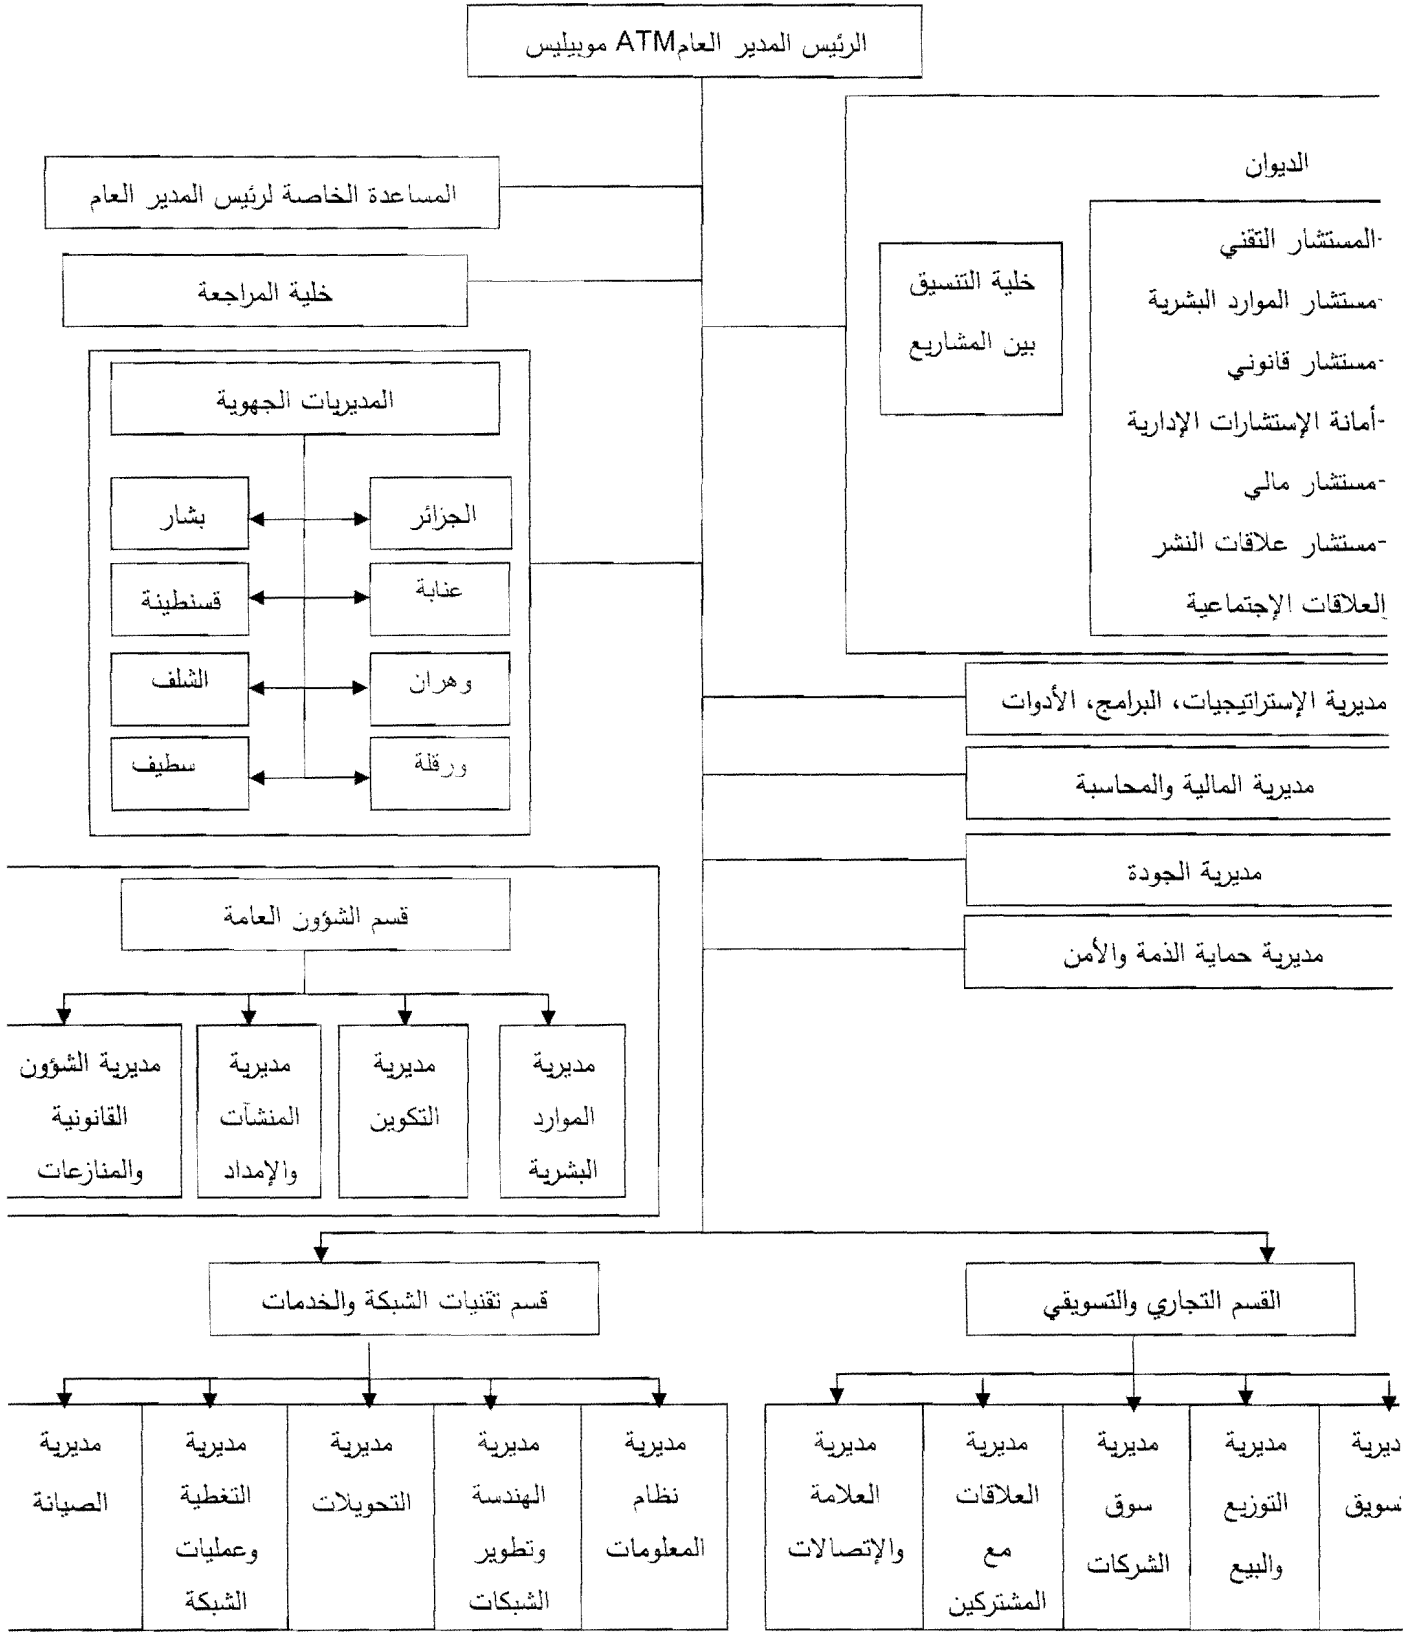 الرئيس المدير العامATM موبيليس
الديوان
-المستشار التقني
-مستشار الموارد البشرية
-مستشار قانوني
-أمانة الإستشارات الإدارية
-مستشار مالي
-مستشار علاقات النشر
العلاقات الإجتماعية
خلية التنسيق
بين المشاريع
المساعدة الخاصة لرئيس المدير العام
خلية المراجعة
المديريات الجهوية
الجزائر
بشار
عنابة
قسنطينة
وهران
الشلف
ورقلة
سطيف
مديرية الإستراتيجيات، البرامج، الأدوات
مديرية المالية والمحاسبة
مديرية الجودة
مديرية حماية الذمة والأمن
قسم الشؤون العامة
مديرية
الموارد
البشرية
مديرية
التكوين
مديرية
المنشآت
والإمداد
مديرية الشؤون
القانونية
والمنازعات
القسم التجاري والتسويقي
ديرية
سويق
مديرية
التوزيع
والبيع
مديرية
سوق
الشركات
مديرية
العلاقات
مع
المشتركين
مديرية
العلامة
والإتصالات
قسم تقنيات الشبكة والخدمات
مديرية
نظام
المعلومات
مديرية
الهندسة
وتطوير
الشبكات
مديرية
التحويلات
مديرية
التغطية
وعمليات
الشبكة
مديرية
الصيانة